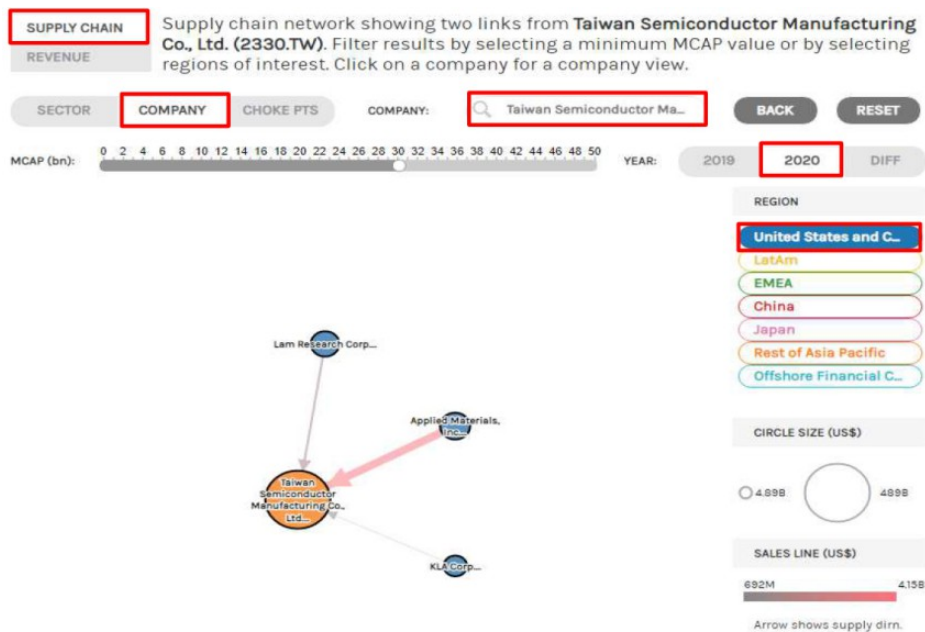 SUPPLY CHAIN
REVENUE
Supply chain network showing two links from Taiwan Semiconductor Manufacturing
Co., Ltd. (2330.TW). Filter results by selecting a minimum MCAP value or by selecting
regions of interest. Click on a company for a company view.
SECTOR COMPANY CHOKE PTS COMPANY: Taiwan Semiconductor Ma... BACK RESET
MCAP (bn): 0 2 4 6 8 10 12 14 16 18 20 22 24 26 28 30 32 34 36 38 40 42 44 46 48 50 YEAR: 2019 2020 DIFF
REGION
United States and C...
LatAm
EMEA
China
Japan
Rest of Asia Pacific
Offshore Financial C...
Lam Research Corp...
Applied Materials,
Inc...
Taiwan
Semiconductor
Manufacturing Co.,
Ltd...
KLA Corp...
CIRCLE SIZE (US$)
4.89B 489B
SALES LINE (US$)
692M 4.15B
Arrow shows supply dirn.